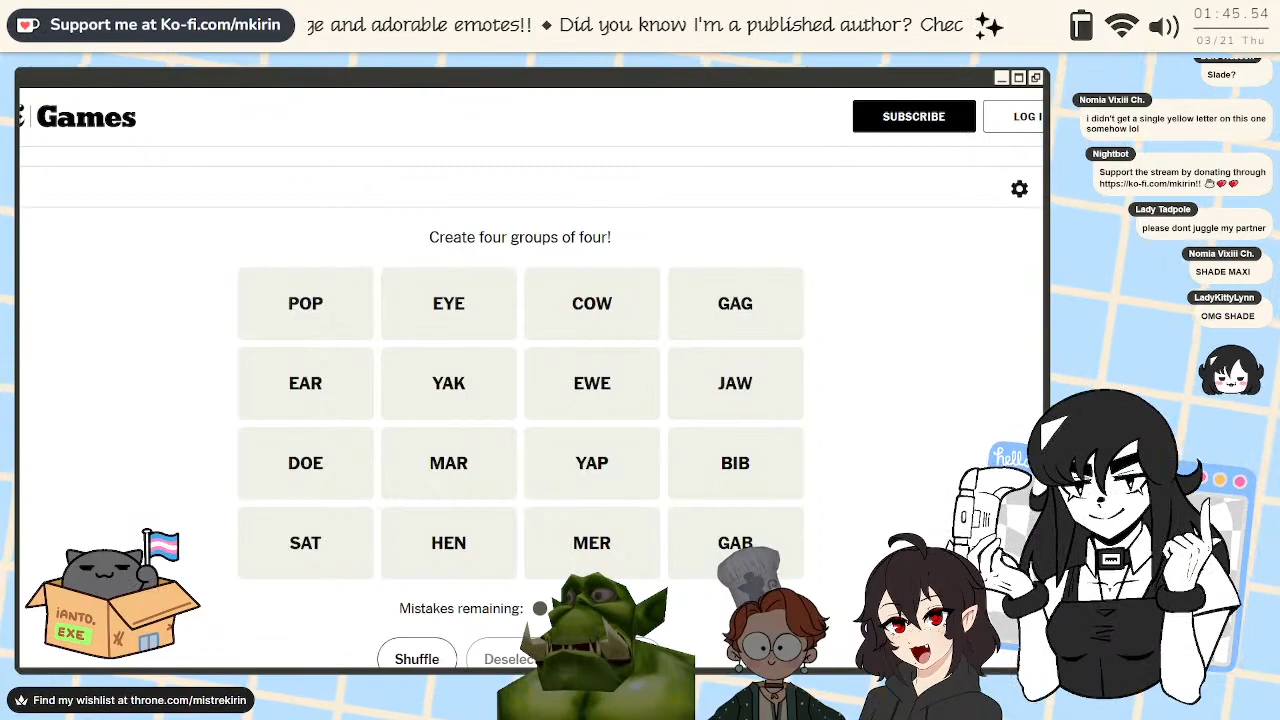 Support me at Ko-fi.com/mkirin
ge and adorable emotes!! ◆ Did you know I'm a published author? Chec
01:45.54
03/21 Thu
Games
SUBSCRIBE
LOG I
Create four groups of four!
POP EYE COW GAG
EAR YAK EWE JAW
DOE MAR YAP BIB
SAT HEN MER GAB
Mistakes remaining:
Shuffle
Deselec
Slade?
Nomia Vixiii Ch.
i didn't get a single yellow letter on this one
somehow lol
Nightbot
Support the stream by donating through
https://ko-fi.com/mkirin!!
Lady Tadpole
please dont juggle my partner
Nomia Vixiii Ch.
SHADE MAXI
LadyKittyLynn
OMG SHADE
hello
iANTO.
EXE
Find my wishlist at throne.com/mistrekirin